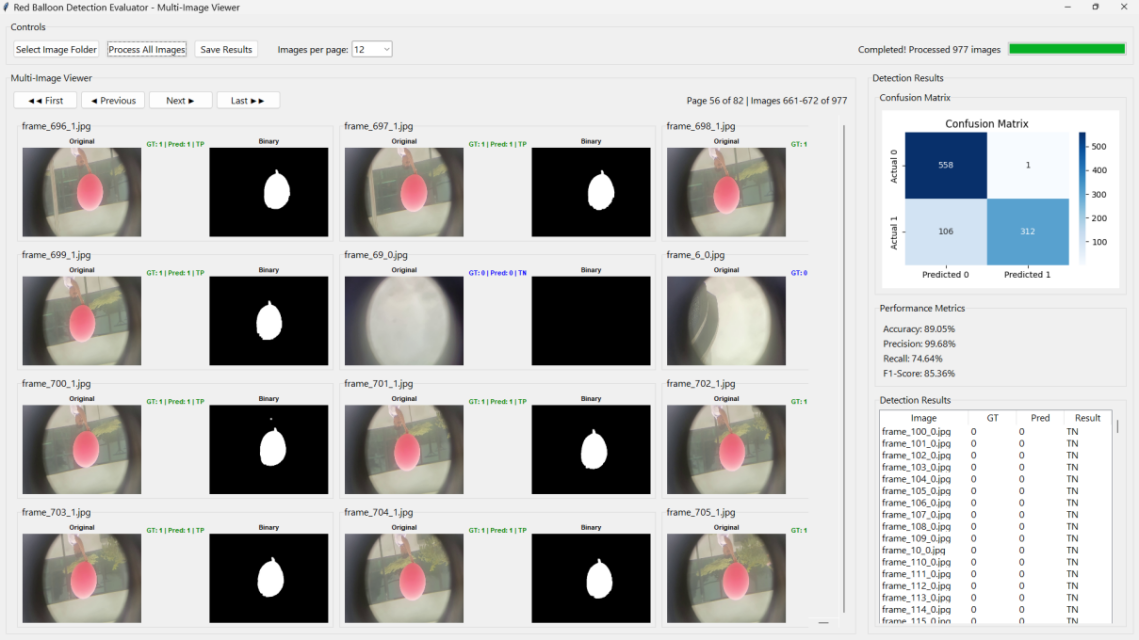 Red Balloon Detection Evaluator - Multi-Image Viewer
Controls
Select Image Folder Process All Images Save Results Images per page: 12 Completed! Processed 977 images
Multi-Image Viewer
◄◄ First ◄ Previous Next ► Last ►► Page 56 of 82 | Images 661-672 of 977
frame_696_1.jpg frame_697_1.jpg frame_698_1.jpg
Original GT: 1 | Pred: 1 | TP Binary Original GT: 1 | Pred: 1 | TP Binary Original GT: 1
frame_699_1.jpg frame_69_0.jpg frame_6_0.jpg
Original GT: 1 | Pred: 1 | TP Binary Original GT: 0 | Pred: 0 | TN Binary Original GT: 0
frame_700_1.jpg frame_701_1.jpg frame_702_1.jpg
Original GT: 1 | Pred: 1 | TP Binary Original GT: 1 | Pred: 1 | TP Binary Original GT: 1
frame_703_1.jpg frame_704_1.jpg frame_705_1.jpg
Original GT: 1 | Pred: 1 | TP Binary Original GT: 1 | Pred: 1 | TP Binary Original GT: 1
Detection Results
Confusion Matrix
Confusion Matrix
Actual 0 558 1
Actual 1 106 312
Predicted 0 Predicted 1
500
400
300
200
100
Performance Metrics
Accuracy: 89.05%
Precision: 99.68%
Recall: 74.64%
F1-Score: 85.36%
Detection Results
Image GT Pred Result
frame_100_0.jpg 0 0 TN
frame_101_0.jpg 0 0 TN
frame_102_0.jpg 0 0 TN
frame_103_0.jpg 0 0 TN
frame_104_0.jpg 0 0 TN
frame_105_0.jpg 0 0 TN
frame_106_0.jpg 0 0 TN
frame_107_0.jpg 0 0 TN
frame_108_0.jpg 0 0 TN
frame_109_0.jpg 0 0 TN
frame_10_0.jpg 0 0 TN
frame_110_0.jpg 0 0 TN
frame_111_0.jpg 0 0 TN
frame_112_0.jpg 0 0 TN
frame_113_0.jpg 0 0 TN
frame_114_0.jpg 0 0 TN
frame_115_0.jpg 0 0 TN